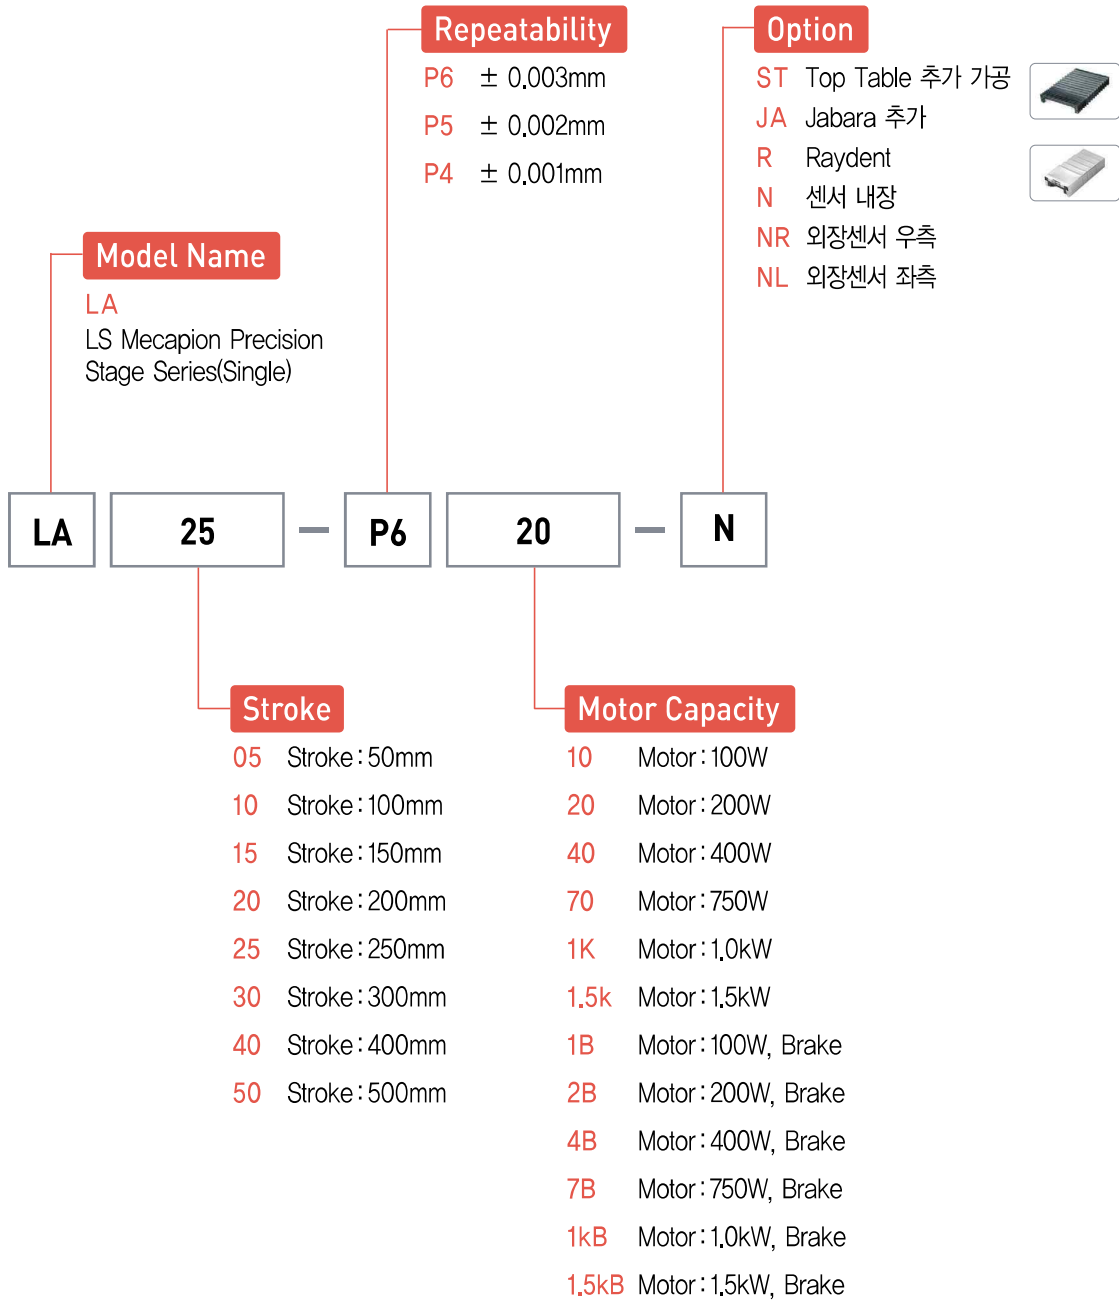 Repeatability
P6 ± 0.003mm
P5 ± 0.002mm
P4 ± 0.001mm
Option
ST Top Table 추가 가공
JA Jabara 추가
R Raydent
N 센서 내장
NR 외장센서 우측
NL 외장센서 좌측
Model Name
LA
LS Mecapion Precision
Stage Series(Single)
LA 25 — P6 20 — N
Stroke
05 Stroke : 50mm
10 Stroke : 100mm
15 Stroke : 150mm
20 Stroke : 200mm
25 Stroke : 250mm
30 Stroke : 300mm
40 Stroke : 400mm
50 Stroke : 500mm
Motor Capacity
10 Motor : 100W
20 Motor : 200W
40 Motor : 400W
70 Motor : 750W
1K Motor : 1.0kW
1.5k Motor : 1.5kW
1B Motor : 100W, Brake
2B Motor : 200W, Brake
4B Motor : 400W, Brake
7B Motor : 750W, Brake
1kB Motor : 1.0kW, Brake
1.5kB Motor : 1.5kW, Brake